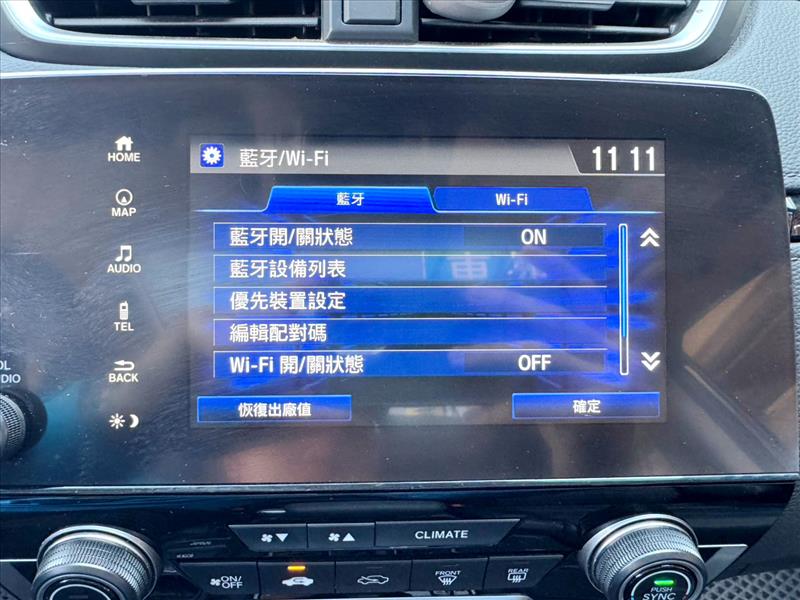 藍牙/Wi-Fi
11 11
藍牙
Wi-Fi
藍牙開/關狀態 ON
藍牙設備列表
優先裝置設定
編輯配對碼
Wi-Fi 開/關狀態 OFF
恢復出廠值
確定
HOME
MAP
AUDIO
TEL
BACK
CLIMATE
ON/OFF
FRONT
REAR
PUSH
SYNC